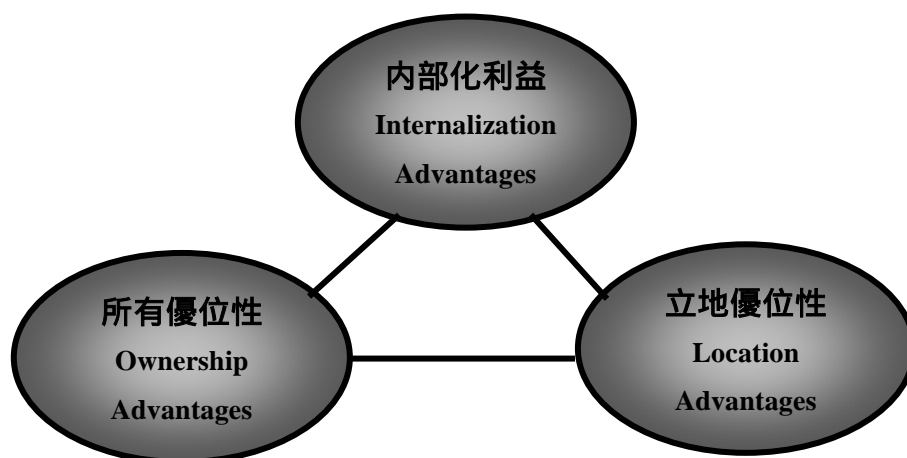 内部化利益
Internalization
Advantages
所有優位性
Ownership
Advantages
立地優位性
Location
Advantages